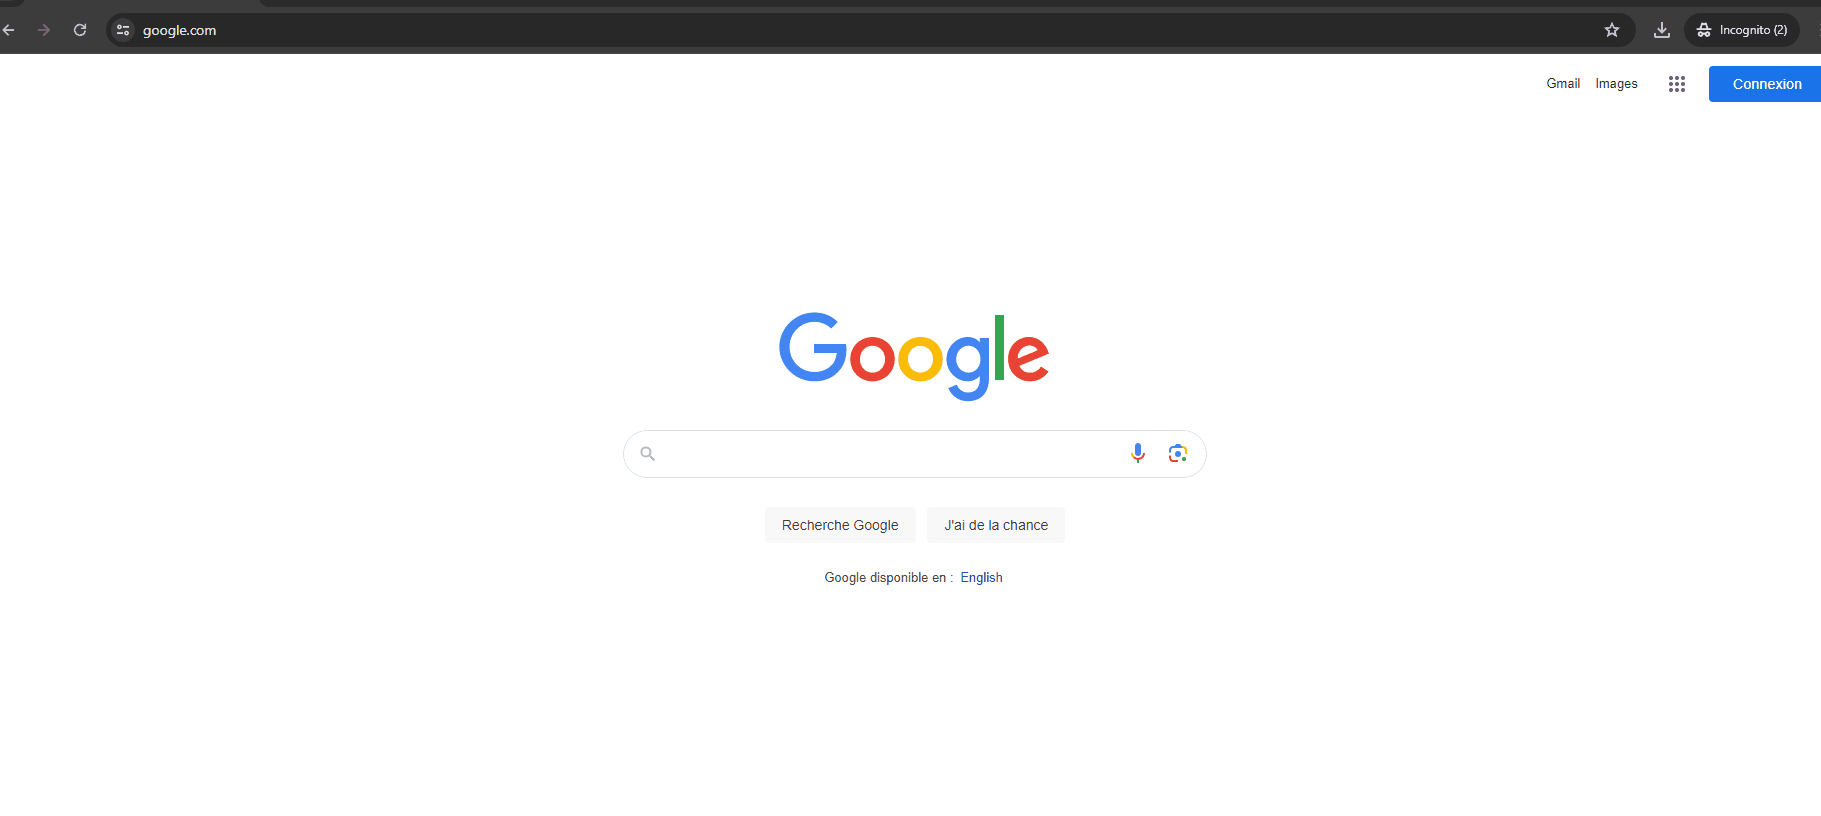 google.com
Incognito (2)
Gmail Images
Connexion
Google
Recherche Google J'ai de la chance
Google disponible en : English